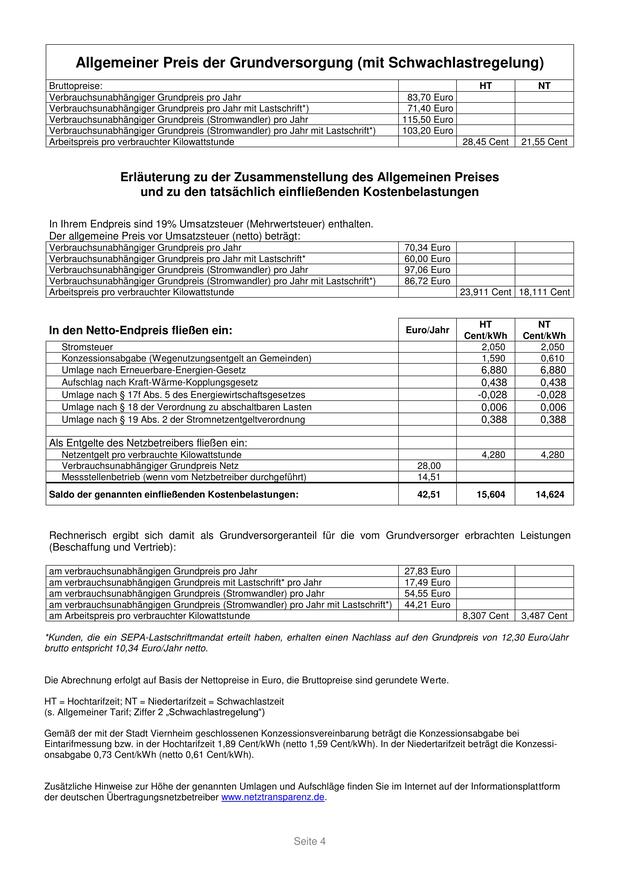 Allgemeiner Preis der Grundversorgung (mit Schwachlastregelung)
Bruttopreise: HT NT
Verbrauchsunabhängiger Grundpreis pro Jahr 83,70 Euro
Verbrauchsunabhängiger Grundpreis pro Jahr mit Lastschrift*) 71,40 Euro
Verbrauchsunabhängiger Grundpreis (Stromwandler) pro Jahr 115,50 Euro
Verbrauchsunabhängiger Grundpreis (Stromwandler) pro Jahr mit Lastschrift*) 103,20 Euro
Arbeitspreis pro verbrauchter Kilowattstunde 28,45 Cent 21,55 Cent
Erläuterung zu der Zusammenstellung des Allgemeinen Preises
und zu den tatsächlich einfließenden Kostenbelastungen
In Ihrem Endpreis sind 19% Umsatzsteuer (Mehrwertsteuer) enthalten.
Der allgemeine Preis vor Umsatzsteuer (netto) beträgt:
Verbrauchsunabhängiger Grundpreis pro Jahr 70,34 Euro
Verbrauchsunabhängiger Grundpreis pro Jahr mit Lastschrift* 60,00 Euro
Verbrauchsunabhängiger Grundpreis (Stromwandler) pro Jahr 97,06 Euro
Verbrauchsunabhängiger Grundpreis (Stromwandler) pro Jahr mit Lastschrift*) 86,72 Euro
Arbeitspreis pro verbrauchter Kilowattstunde 23,911 Cent 18,111 Cent
In den Netto-Endpreis fließen ein: Euro/Jahr HT Cent/kWh NT Cent/kWh
Stromsteuer 2,050 2,050
Konzessionsabgabe (Wegenutzungsentgelt an Gemeinden) 1,590 0,610
Umlage nach Erneuerbare-Energien-Gesetz 6,880 6,880
Aufschlag nach Kraft-Wärme-Kopplungsgesetz 0,438 0,438
Umlage nach § 17f Abs. 5 des Energiewirtschaftsgesetzes -0,028 -0,028
Umlage nach § 18 der Verordnung zu abschaltbaren Lasten 0,006 0,006
Umlage nach § 19 Abs. 2 der Stromnetzentgeltverordnung 0,388 0,388
Als Entgelte des Netzbetreibers fließen ein:
Netzentgelt pro verbrauchte Kilowattstunde 4,280 4,280
Verbrauchsunabhängiger Grundpreis Netz 28,00
Messstellenbetrieb (wenn vom Netzbetreiber durchgeführt) 14,51
Saldo der genannten einfließenden Kostenbelastungen: 42,51 15,604 14,624
Rechnerisch ergibt sich damit als Grundversorgeranteil für die vom Grundversorger erbrachten Leistungen
(Beschaffung und Vertrieb):
am verbrauchsunabhängigen Grundpreis pro Jahr 27,83 Euro
am verbrauchsunabhängigen Grundpreis mit Lastschrift* pro Jahr 17,49 Euro
am verbrauchsunabhängigen Grundpreis (Stromwandler) pro Jahr 54,55 Euro
am verbrauchsunabhängigen Grundpreis (Stromwandler) pro Jahr mit Lastschrift*) 44,21 Euro
am Arbeitspreis pro verbrauchter Kilowattstunde 8,307 Cent 3,487 Cent
*Kunden, die ein SEPA-Lastschriftmandat erteilt haben, erhalten einen Nachlass auf den Grundpreis von 12,30 Euro/Jahr
brutto entspricht 10,34 Euro/Jahr netto.
Die Abrechnung erfolgt auf Basis der Nettopreise in Euro, die Bruttopreise sind gerundete Werte.
HT = Hochtarifzeit; NT = Niedertarifzeit = Schwachlastzeit
(s. Allgemeiner Tarif; Ziffer 2 „Schwachlastregelung“)
Gemäß der mit der Stadt Viernheim geschlossenen Konzessionsvereinbarung beträgt die Konzessionsabgabe bei
Eintarifmessung bzw. in der Hochtarifzeit 1,89 Cent/kWh (netto 1,59 Cent/kWh). In der Niedertarifzeit beträgt die Konzessi-
onsabgabe 0,73 Cent/kWh (netto 0,61 Cent/kWh).
Zusätzliche Hinweise zur Höhe der genannten Umlagen und Aufschläge finden Sie im Internet auf der Informationsplattform
der deutschen Übertragungsnetzbetreiber www.netztransparenz.de.
Seite 4